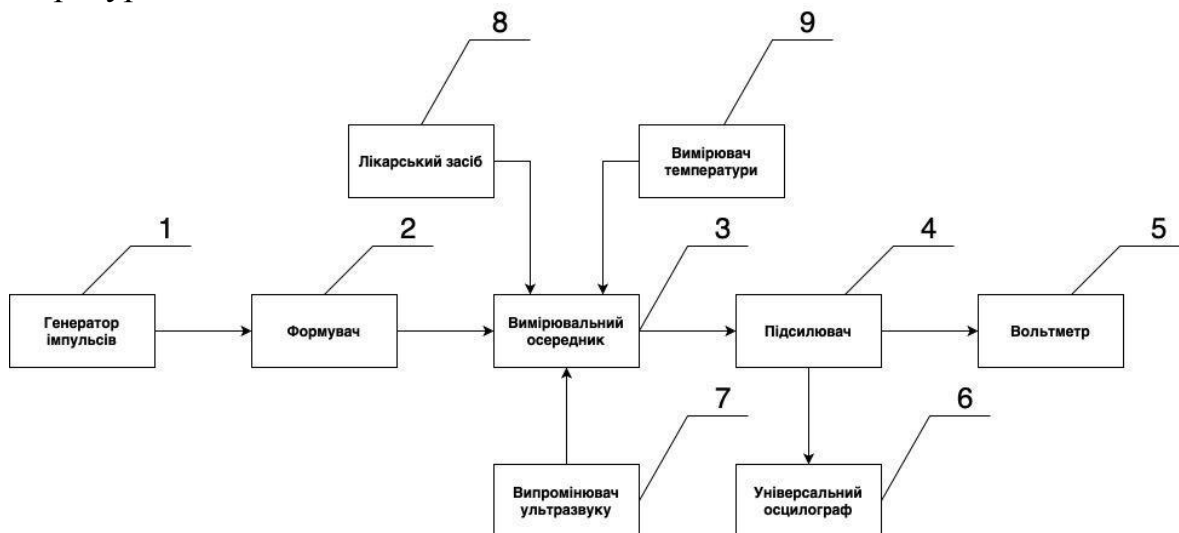 8
9
Лікарський засіб
Вимірювач
температури
1
2
3
4
5
Генератор
імпульсів
Формувач
Вимірювальний
осередник
Підсилювач
Вольтметр
7
6
Випромінювач
ультразвуку
Універсальний
осцилограф